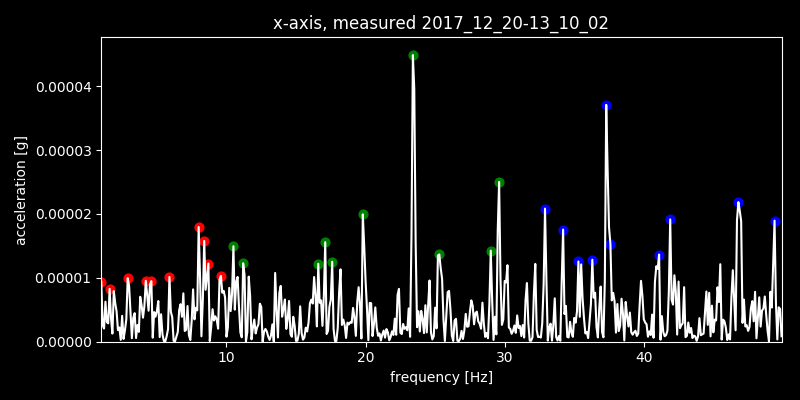 x-axis, measured 2017_12_20-13_10_02
acceleration [g]
0.00004
0.00003
0.00002
0.00001
0.00000
10 20 30 40
frequency [Hz]